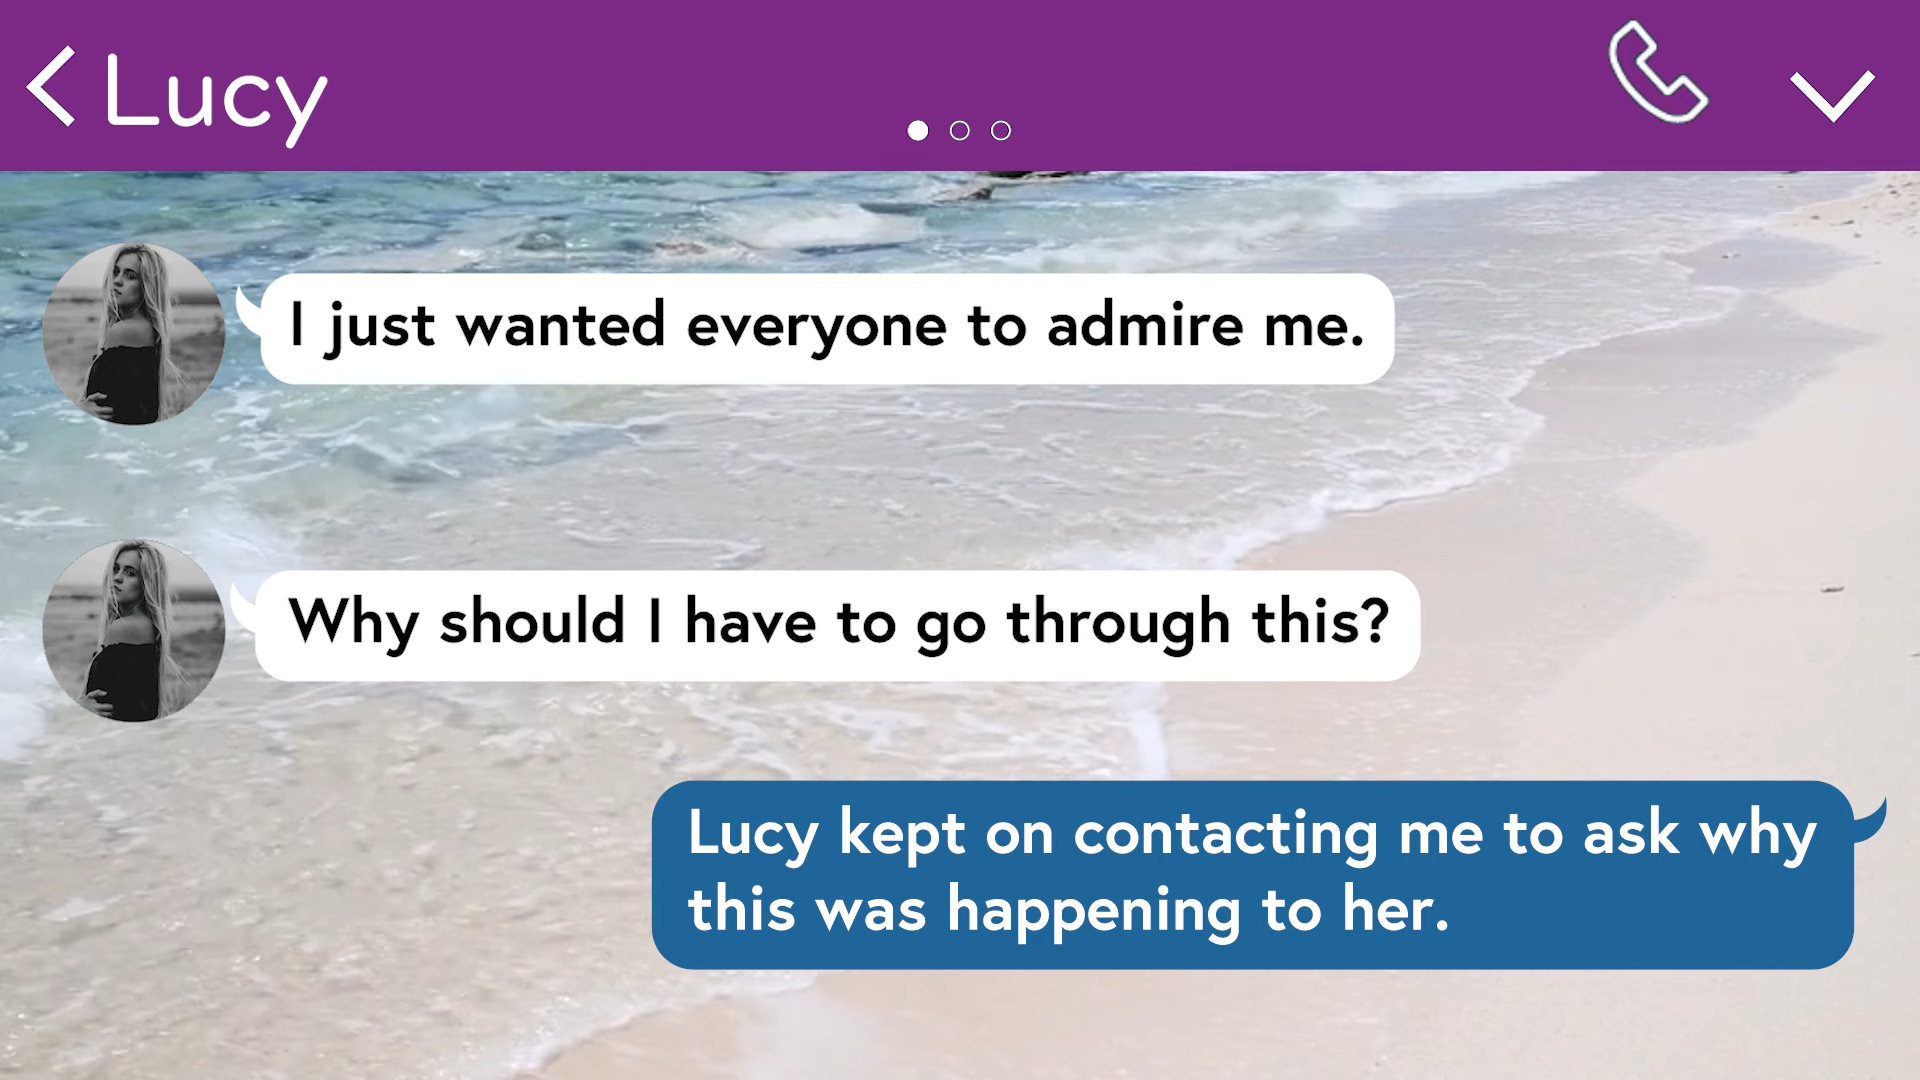 Lucy
I just wanted everyone to admire me.
Why should I have to go through this?
Lucy kept on contacting me to ask why
this was happening to her.